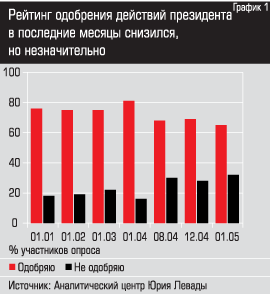 График 1
Рейтинг одобрения действий президента
в последние месяцы снизился,
но незначительно
100
80
60
40
20
0
01.01 01.02 01.03 01.04 08.04 12.04 01.05
% участников опроса
Одобряю Не одобряю
Источник: Аналитический центр Юрия Левады